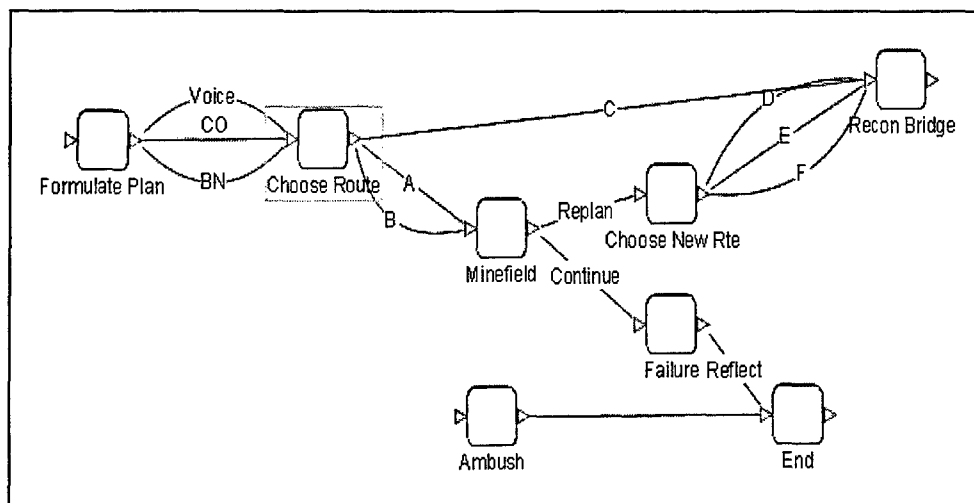 Voice
CO
BN
Formulate Plan
Choose Route
C
D
E
F
Recon Bridge
A
B
Minefield
Replan
Continue
Choose New Rte
Failure Reflect
Ambush
End